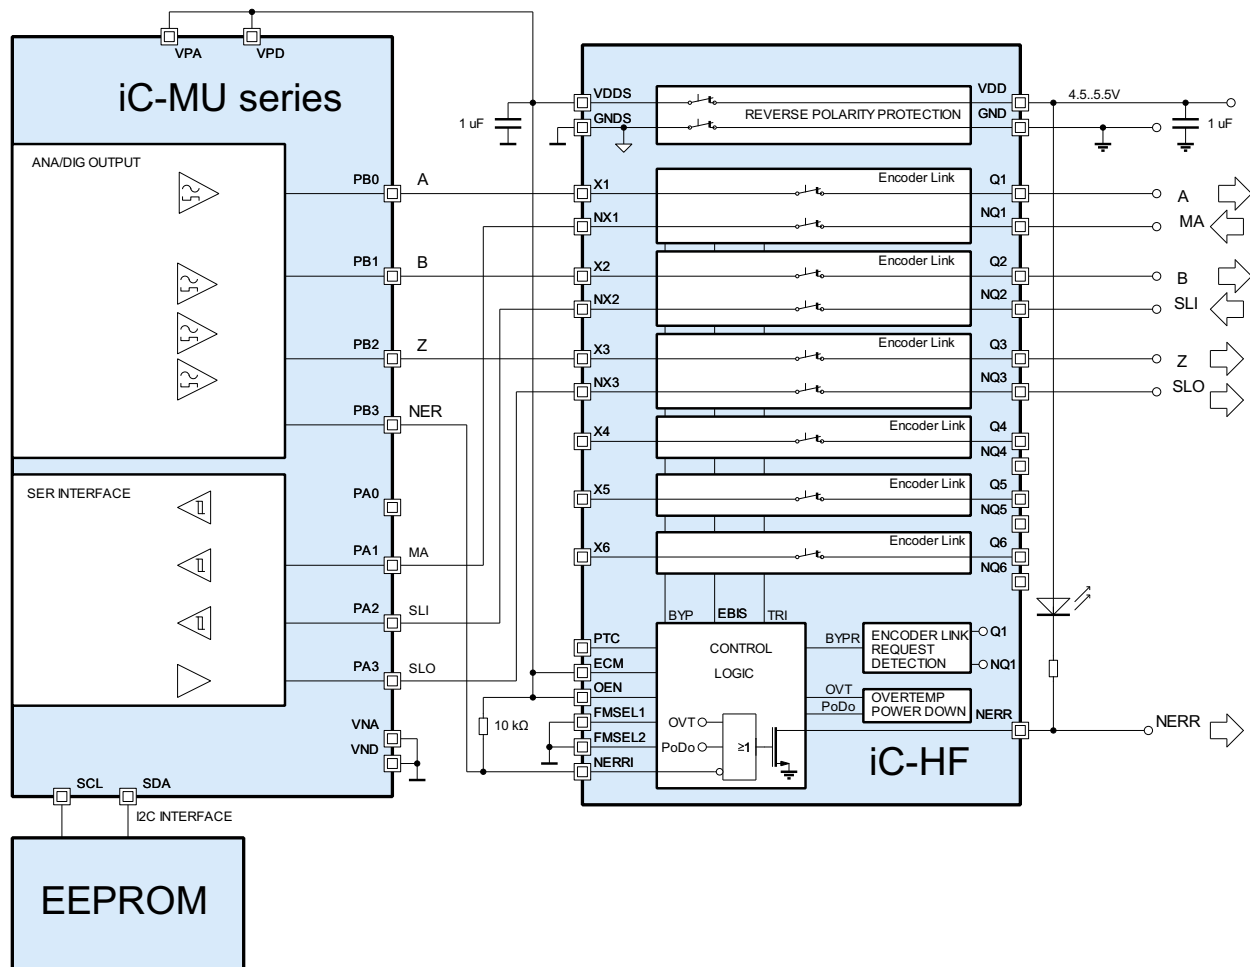 VPA
VPD
iC-MU series
ANA/DIG OUTPUT
PB0
A
PB1
B
PB2
Z
PB3
NER
SER INTERFACE
PA0
PA1
MA
PA2
SLI
PA3
SLO
VNA
VND
SCL
SDA
I2C INTERFACE
EEPROM
1 uF
10 kΩ
VDDS
GNDS
X1
NX1
X2
NX2
X3
NX3
X4
X5
X6
PTC
ECM
OEN
FMSEL1
FMSEL2
NERRI
REVERSE POLARITY PROTECTION
Encoder Link
Encoder Link
Encoder Link
Encoder Link
Encoder Link
Encoder Link
BYP
EBIS
TRI
CONTROL
LOGIC
OVT
PoDo
≥1
BYPR
ENCODER LINK
REQUEST
DETECTION
Q1
NQ1
OVT
PoDo
OVERTEMP
POWER DOWN
iC-HF
VDD
GND
Q1
NQ1
Q2
NQ2
Q3
NQ3
Q4
NQ4
Q5
NQ5
Q6
NQ6
NERR
4.5..5.5V
1 uF
A
MA
B
SLI
Z
SLO
NERR